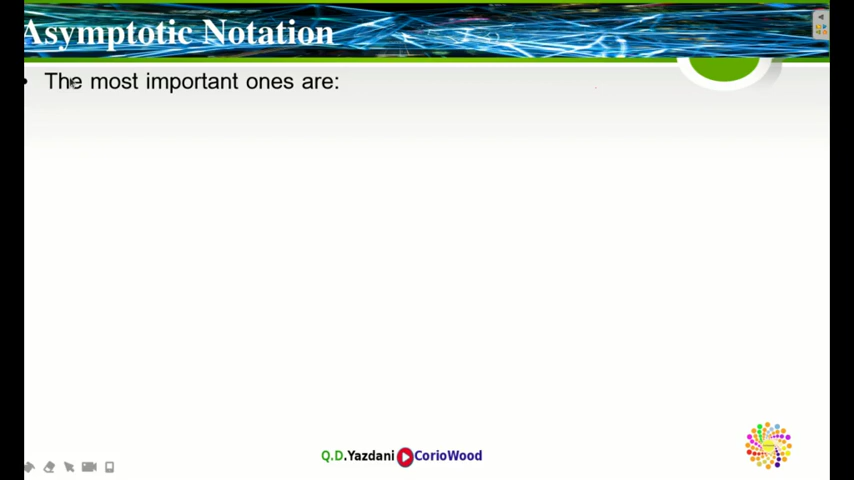 Asymptotic Notation
• The most important ones are:
Q.D.Yazdani CorioWood